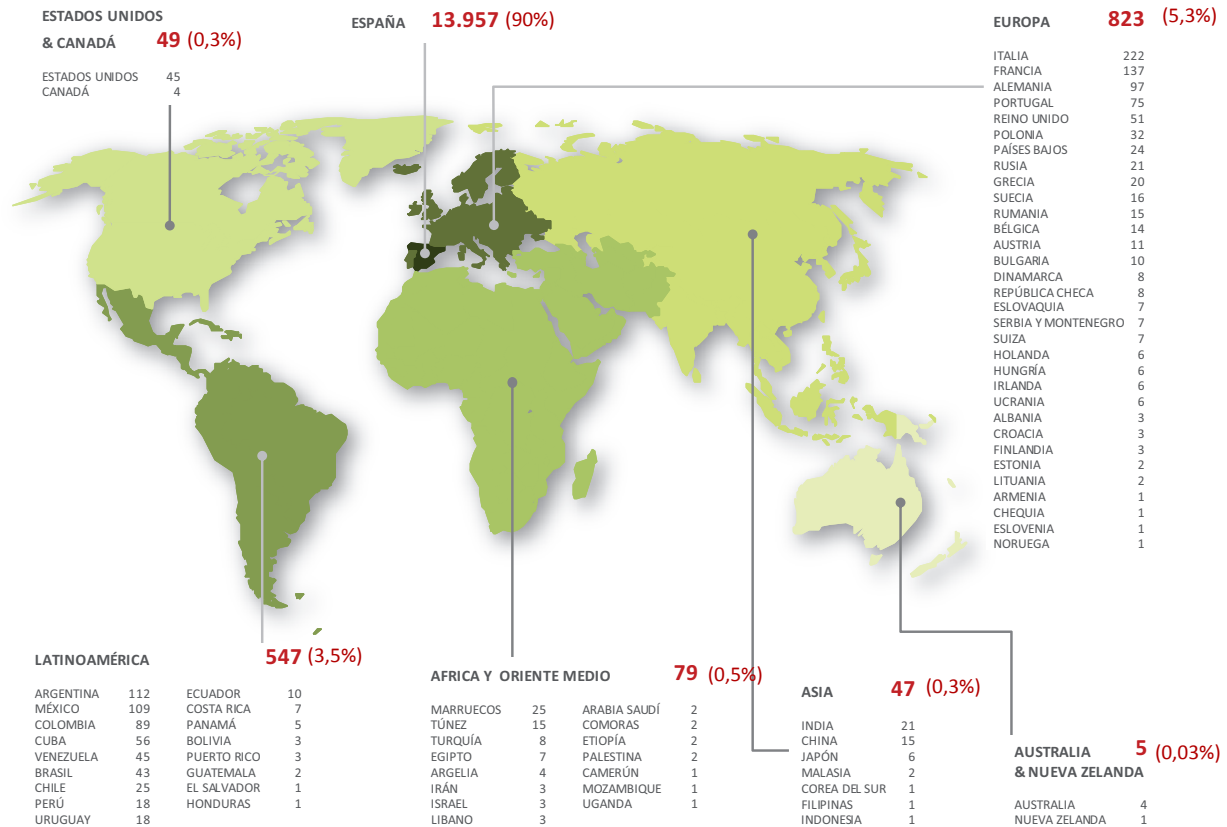 ESTADOS UNIDOS
& CANADÁ 49 (0,3%)
ESTADOS UNIDOS 45
CANADÁ 4
ESPAÑA 13.957 (90%)
EUROPA 823 (5,3%)
ITALIA 222
FRANCIA 137
ALEMANIA 97
PORTUGAL 75
REINO UNIDO 51
POLONIA 32
PAÍSES BAJOS 24
RUSIA 21
GRECIA 20
SUECIA 16
RUMANIA 15
BÉLGICA 14
AUSTRIA 11
BULGARIA 10
DINAMARCA 8
REPÚBLICA CHECA 8
ESLOVAQUIA 7
SERBIA Y MONTENEGRO 7
SUIZA 7
HOLANDA 6
HUNGRÍA 6
IRLANDA 6
UCRANIA 6
ALBANIA 3
CROACIA 3
FINLANDIA 3
ESTONIA 2
LITUANIA 2
ARMENIA 1
CHEQUIA 1
ESLOVENIA 1
NORUEGA 1
LATINOAMÉRICA 547 (3,5%)
ARGENTINA 112
MÉXICO 109
COLOMBIA 89
CUBA 56
VENEZUELA 45
BRASIL 43
CHILE 25
PERÚ 18
URUGUAY 18
ECUADOR 10
COSTA RICA 7
PANAMÁ 5
BOLIVIA 3
PUERTO RICO 3
GUATEMALA 2
EL SALVADOR 1
HONDURAS 1
AFRICA Y ORIENTE MEDIO 79 (0,5%)
MARRUECOS 25
TÚNEZ 15
TURQUÍA 8
EGIPTO 7
ARGELIA 4
IRÁN 3
ISRAEL 3
LIBANO 3
ARABIA SAUDÍ 2
COMORAS 2
ETIOPÍA 2
PALESTINA 2
CAMERÚN 1
MOZAMBIQUE 1
UGANDA 1
ASIA 47 (0,3%)
INDIA 21
CHINA 15
JAPÓN 6
MALASIA 2
COREA DEL SUR 1
FILIPINAS 1
INDONESIA 1
AUSTRALIA 5 (0,03%)
& NUEVA ZELANDA
AUSTRALIA 4
NUEVA ZELANDA 1